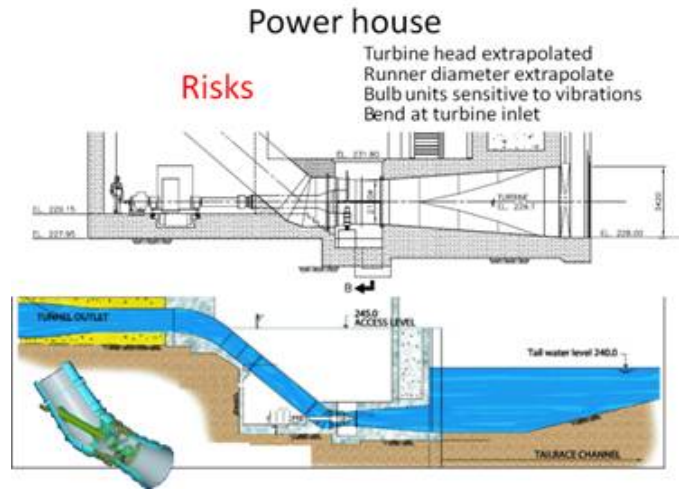 Power house
Risks
Turbine head extrapolated
Runner diameter extrapolate
Bulb units sensitive to vibrations
Bend at turbine inlet
EL. 231.80
TURBINE
EL. 229.15
EL. 227.95
EL. 228.00
B
TUNNEL OUTLET
245.0
ACCESS LEVEL
Tail water level 240.0
TAILRACE CHANNEL